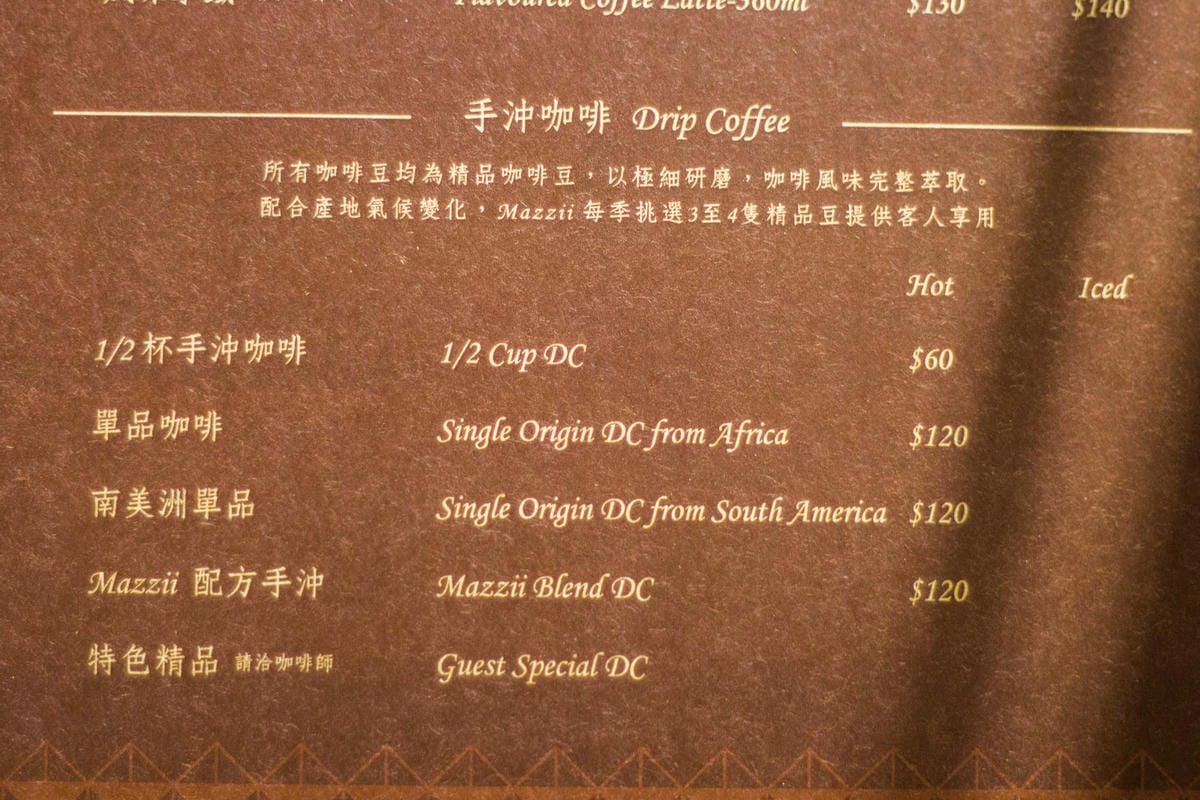 Flavoured Coffee Latte-360ml $130 $140
手沖咖啡 Drip Coffee
所有咖啡豆均為精品咖啡豆，以極細研磨，咖啡風味完整萃取。
配合產地氣候變化，Mazzii 每季挑選3至4隻精品豆提供客人享用
Hot Iced
1/2杯手沖咖啡 1/2 Cup DC $60
單品咖啡 Single Origin DC from Africa $120
南美洲單品 Single Origin DC from South America $120
Mazzii 配方手沖 Mazzii Blend DC $120
特色精品 請洽咖啡師 Guest Special DC